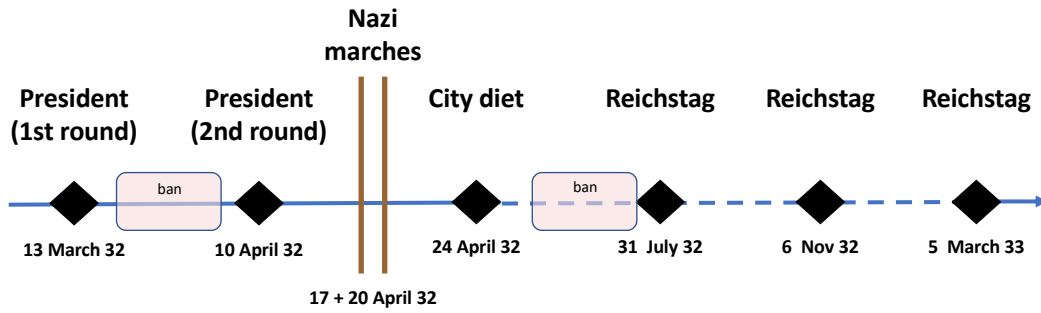 Nazi
marches
President
(1st round)
President
(2nd round)
City diet
Reichstag
Reichstag
Reichstag
ban
ban
13 March 32
10 April 32
24 April 32
31 July 32
6 Nov 32
5 March 33
17 + 20 April 32